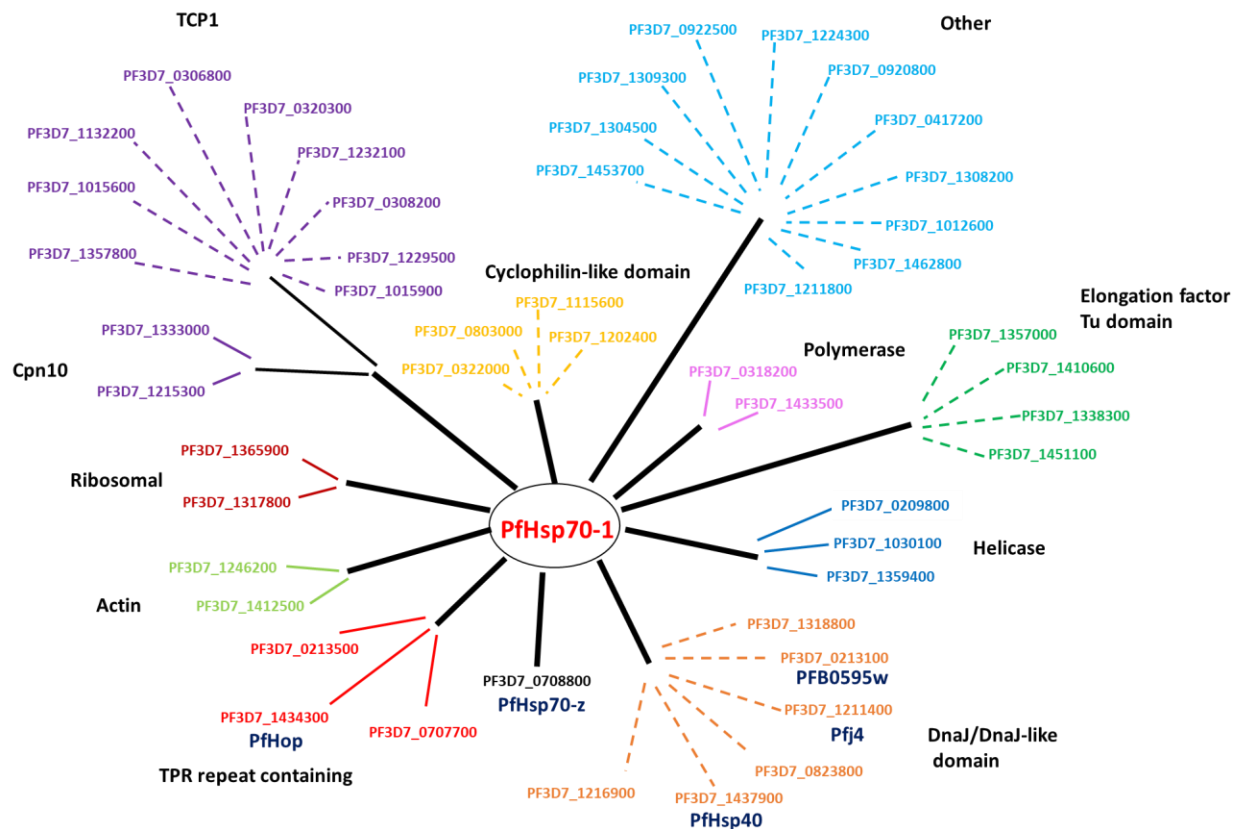 TCP1
PF3D7_0306800
PF3D7_0320300
PF3D7_1132200
PF3D7_1232100
PF3D7_1015600
PF3D7_0308200
PF3D7_1357800
PF3D7_1229500
PF3D7_1015900
Other
PF3D7_0922500
PF3D7_1224300
PF3D7_1309300
PF3D7_0920800
PF3D7_1304500
PF3D7_0417200
PF3D7_1453700
PF3D7_1308200
PF3D7_1012600
PF3D7_1462800
PF3D7_1211800
Cyclophilin-like domain
PF3D7_1115600
PF3D7_0803000
PF3D7_1202400
PF3D7_0322000
Elongation factor
Tu domain
PF3D7_1357000
PF3D7_1410600
PF3D7_1338300
PF3D7_1451100
Polymerase
PF3D7_0318200
PF3D7_1433500
Cpn10
PF3D7_1333000
PF3D7_1215300
Ribosomal
PF3D7_1365900
PF3D7_1317800
PfHsp70-1
Helicase
PF3D7_0209800
PF3D7_1030100
PF3D7_1359400
Actin
PF3D7_1246200
PF3D7_1412500
PF3D7_0213500
PF3D7_1434300
PfHop
PF3D7_0707700
TPR repeat containing
PF3D7_0708800
PfHsp70-z
PF3D7_1318800
PF3D7_0213100
PFB0595w
PF3D7_1211400
Pfj4
DnaJ/DnaJ-like
domain
PF3D7_0823800
PF3D7_1216900
PF3D7_1437900
PfHsp40